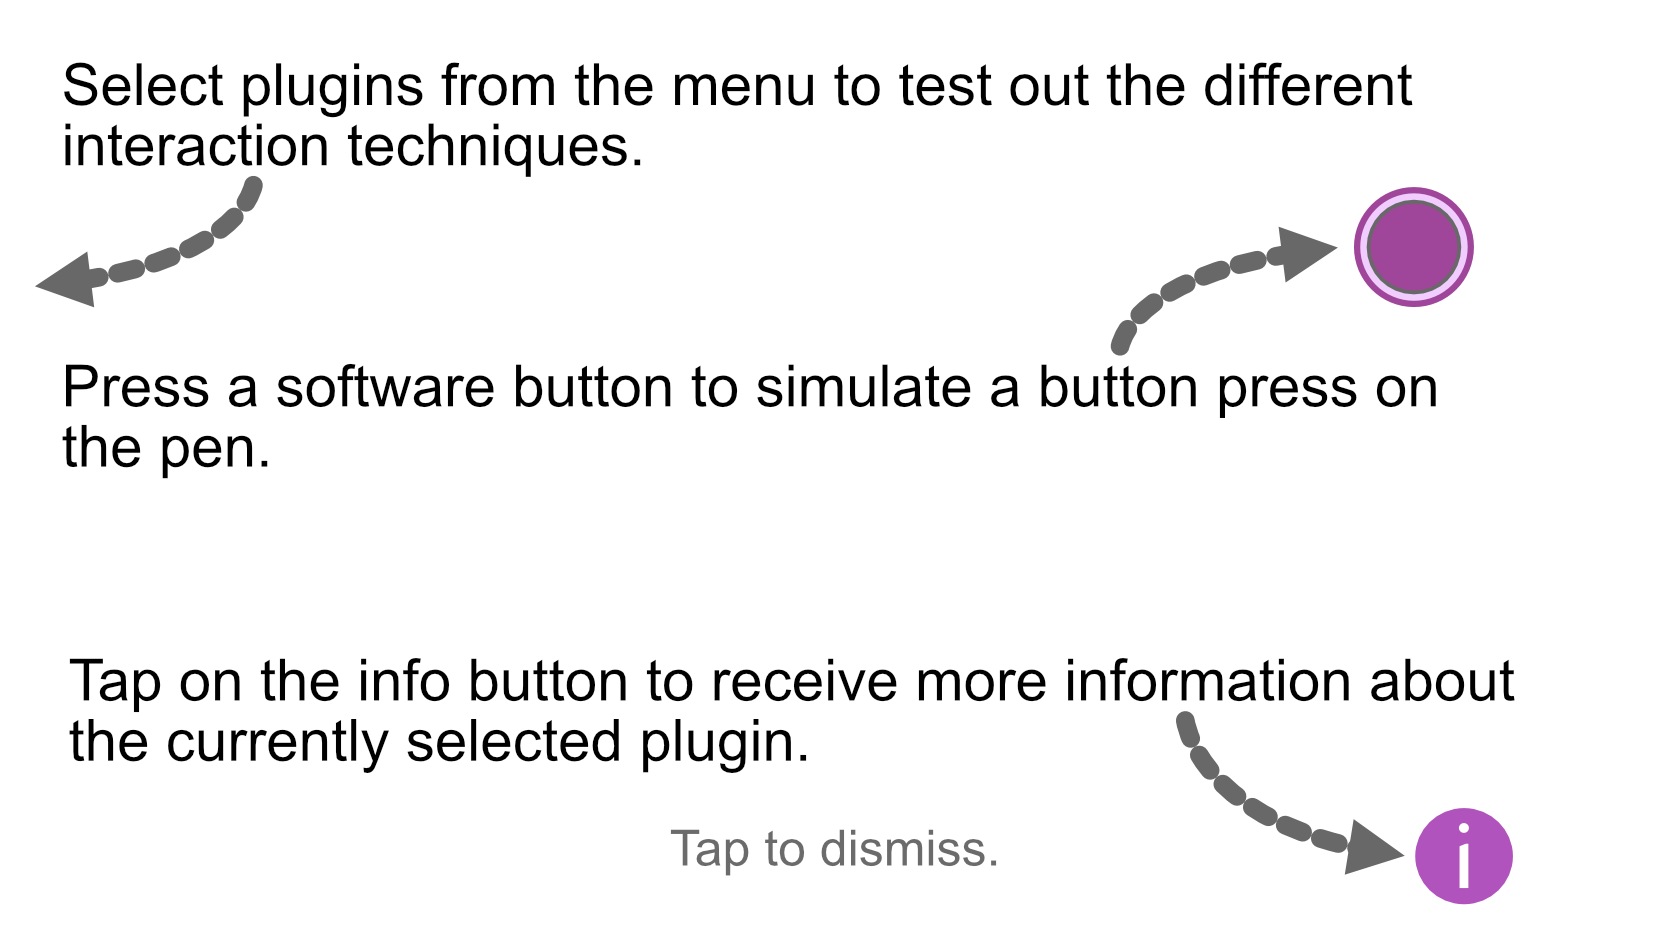 Select plugins from the menu to test out the different
interaction techniques.
Press a software button to simulate a button press on
the pen.
Tap on the info button to receive more information about
the currently selected plugin.
Tap to dismiss.
i